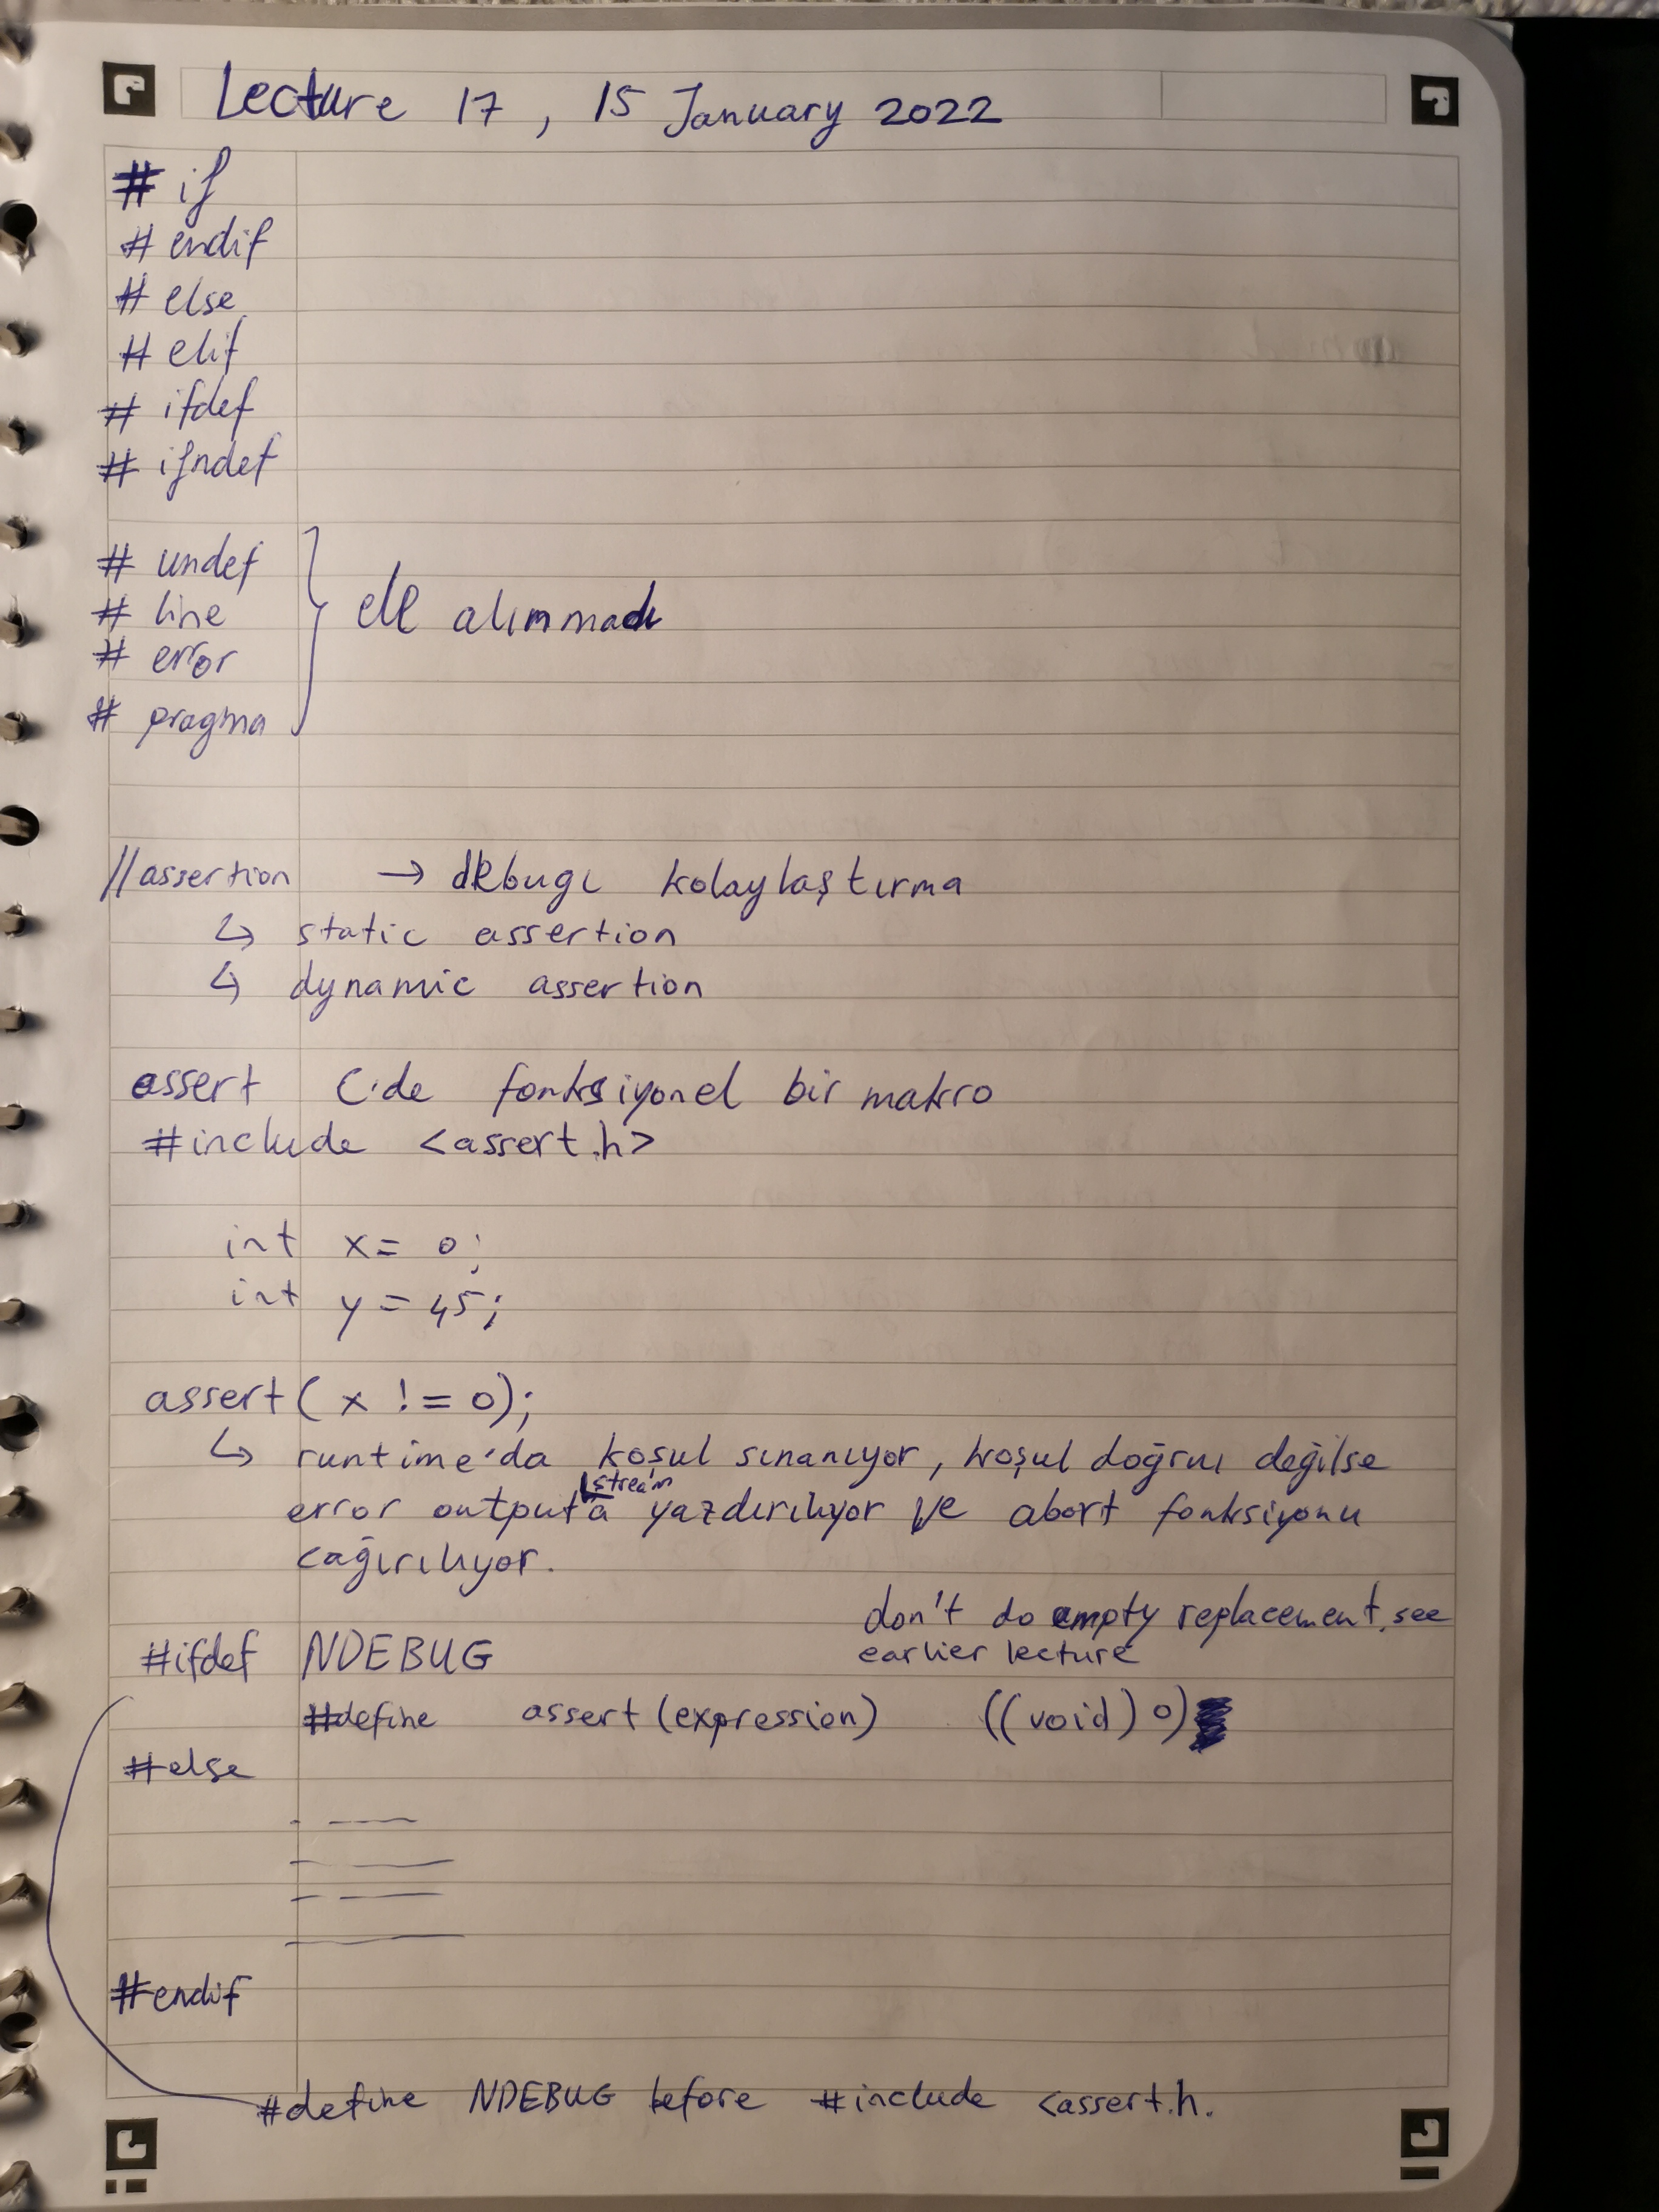 Lecture 17, 15 January 2022
# if
# endif
# else
# elif
# ifdef
# ifndef
# undef
# line
# error
# pragma
ele alınmadı
// assertion → debugı kolaylaştırma
↳ static assertion
↳ dynamic assertion
assert C'de fonksiyonel bir makro
#include <assert.h>
int x = 0;
int y = 45;
assert( x != 0);
↳ runtime'da koşul sınanıyor, koşul doğru değilse
stream
error output'a yazdırılıyor ve abort fonksiyonu
çağırılıyor.
don't do empty replacement, see
earlier lecture
#ifdef NDEBUG
#define assert(expression) ((void) 0)
#else
#endif
#define NDEBUG before #include <assert.h.